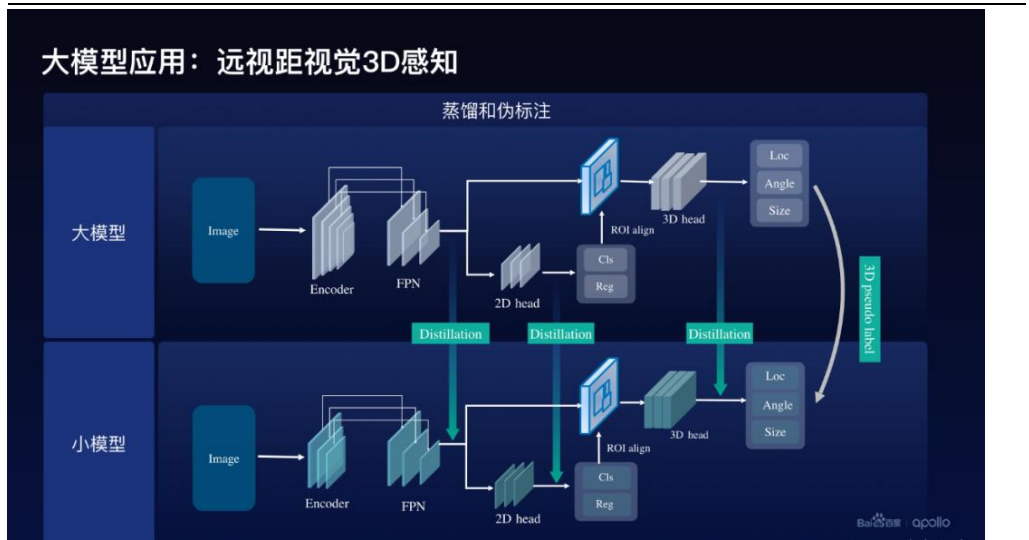 大模型应用：远视距视觉3D感知
蒸馏和伪标注
大模型
Image
Encoder
FPN
2D head
Cls
Reg
ROI align
3D head
Loc
Angle
Size
Distillation
Distillation
Distillation
3D pseudo label
小模型
Image
Encoder
FPN
2D head
Cls
Reg
ROI align
3D head
Loc
Angle
Size
Bai百度 | apollo